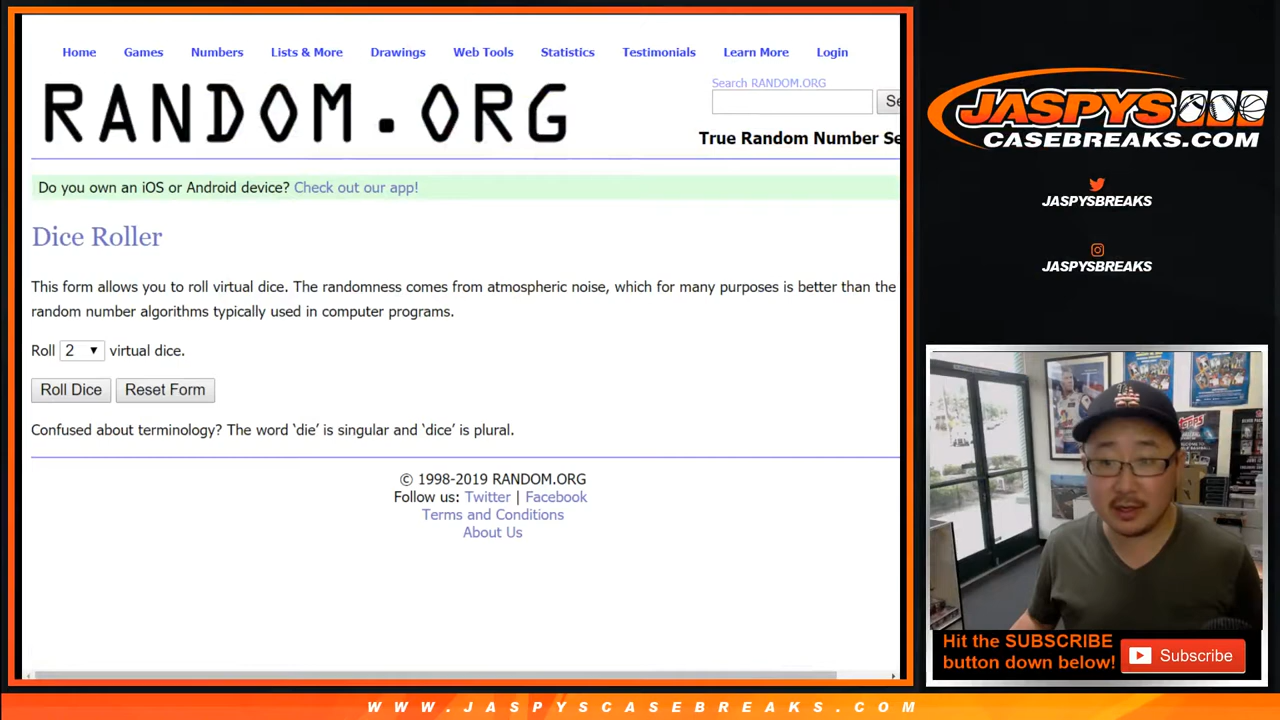 Home Games Numbers Lists & More Drawings Web Tools Statistics Testimonials Learn More Login
RANDOM.ORG
Search RANDOM.ORG
Se
True Random Number Se
Do you own an iOS or Android device? Check out our app!
Dice Roller
This form allows you to roll virtual dice. The randomness comes from atmospheric noise, which for many purposes is better than the
random number algorithms typically used in computer programs.
Roll 2 virtual dice.
Roll Dice Reset Form
Confused about terminology? The word ‘die’ is singular and ‘dice’ is plural.
© 1998-2019 RANDOM.ORG
Follow us: Twitter | Facebook
Terms and Conditions
About Us
JASPYS
CASEBREAKS.COM
JASPYSBREAKS
JASPYSBREAKS
Topps
Hit the SUBSCRIBE
button down below!
Subscribe
WWW.JASPYSCASEBREAKS.COM